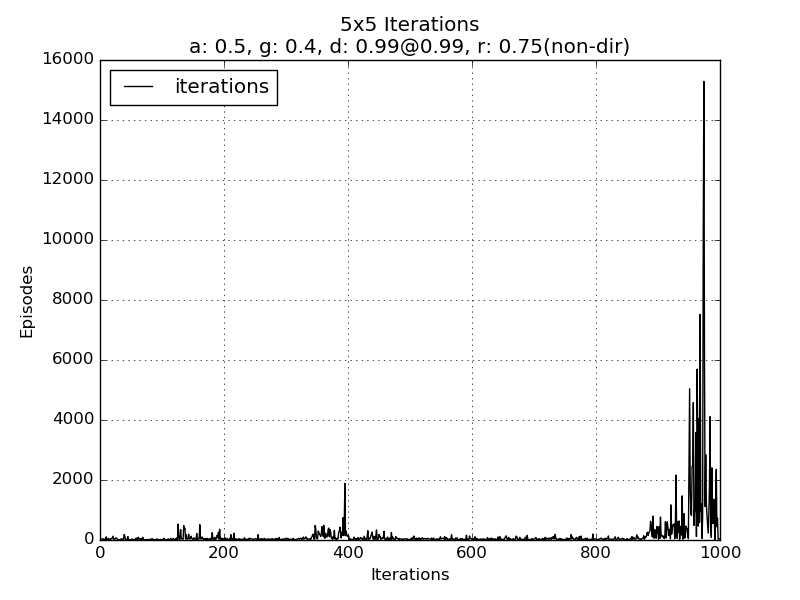 5x5 Iterations
a: 0.5, g: 0.4, d: 0.99@0.99, r: 0.75(non-dir)
iterations
16000
14000
12000
10000
8000
6000
4000
2000
0
Episodes
0 200 400 600 800 1000
Iterations